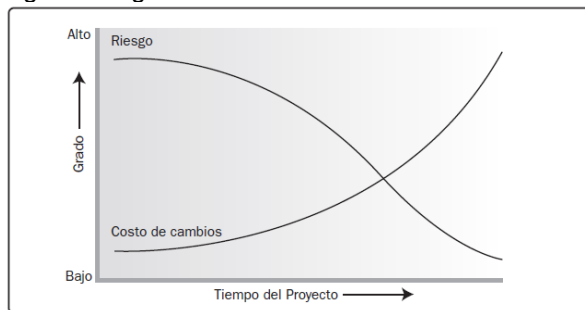 Alto
Riesgo
Grado
Costo de cambios
Bajo
Tiempo del Proyecto